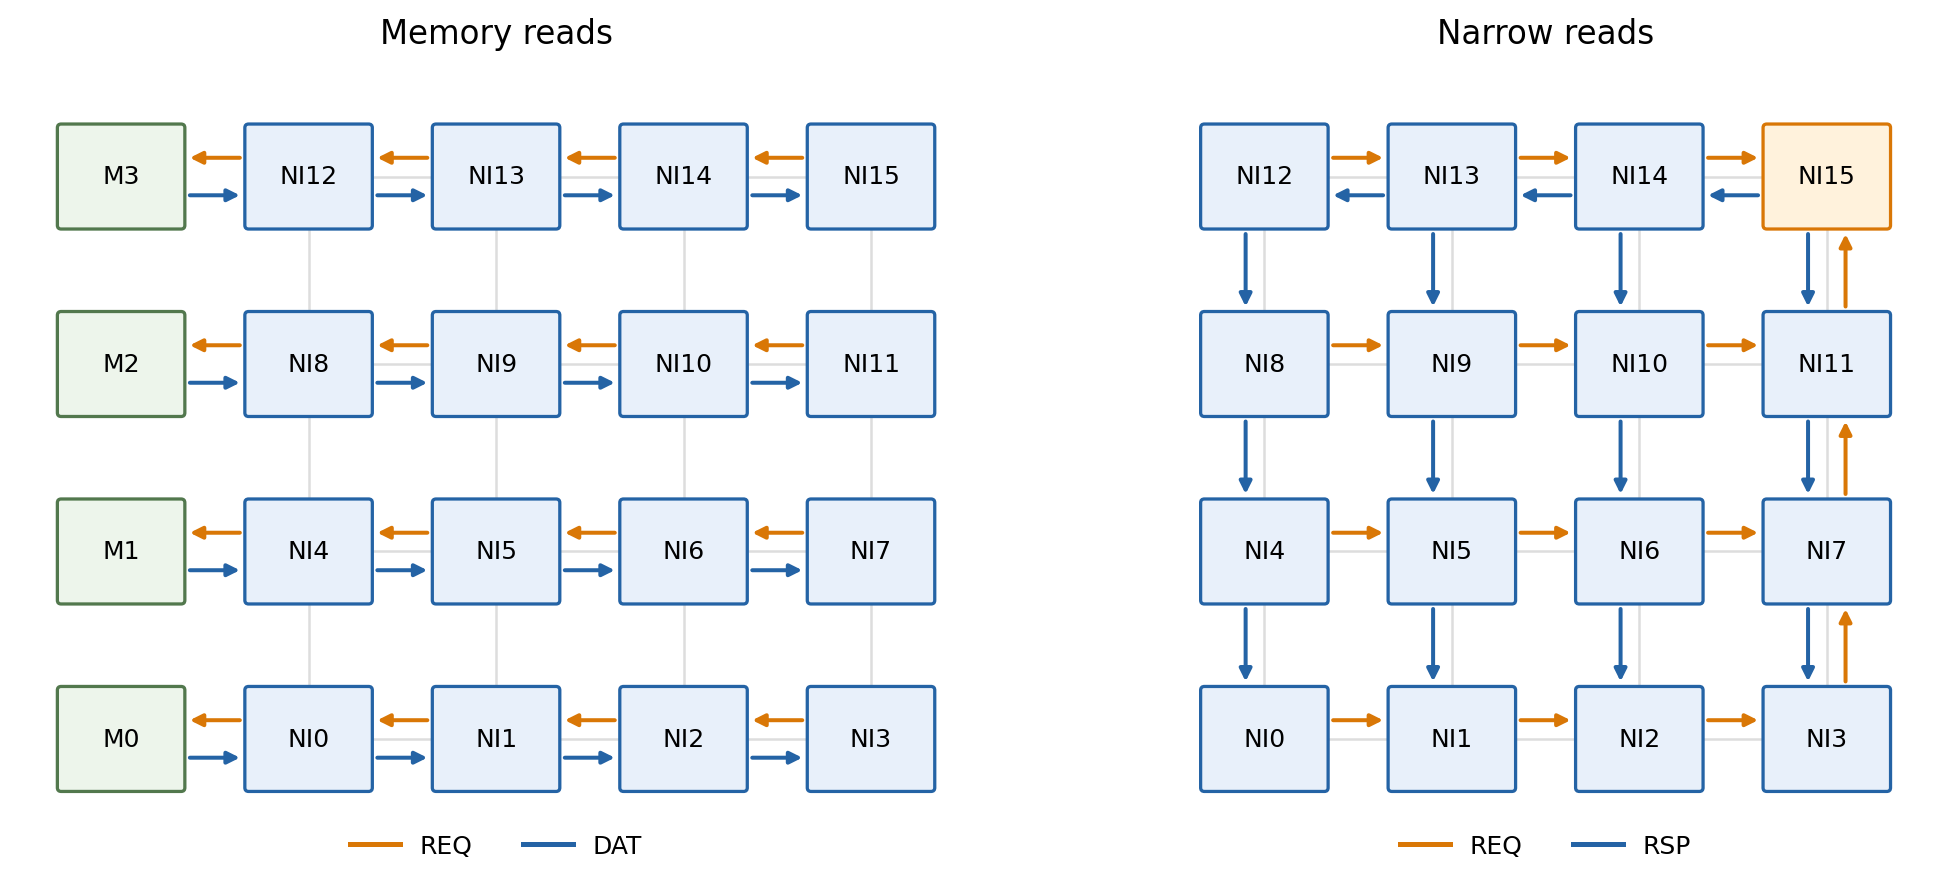 Memory reads
M3 NI12 NI13 NI14 NI15
M2 NI8 NI9 NI10 NI11
M1 NI4 NI5 NI6 NI7
M0 NI0 NI1 NI2 NI3
REQ DAT
Narrow reads
NI12 NI13 NI14 NI15
NI8 NI9 NI10 NI11
NI4 NI5 NI6 NI7
NI0 NI1 NI2 NI3
REQ RSP